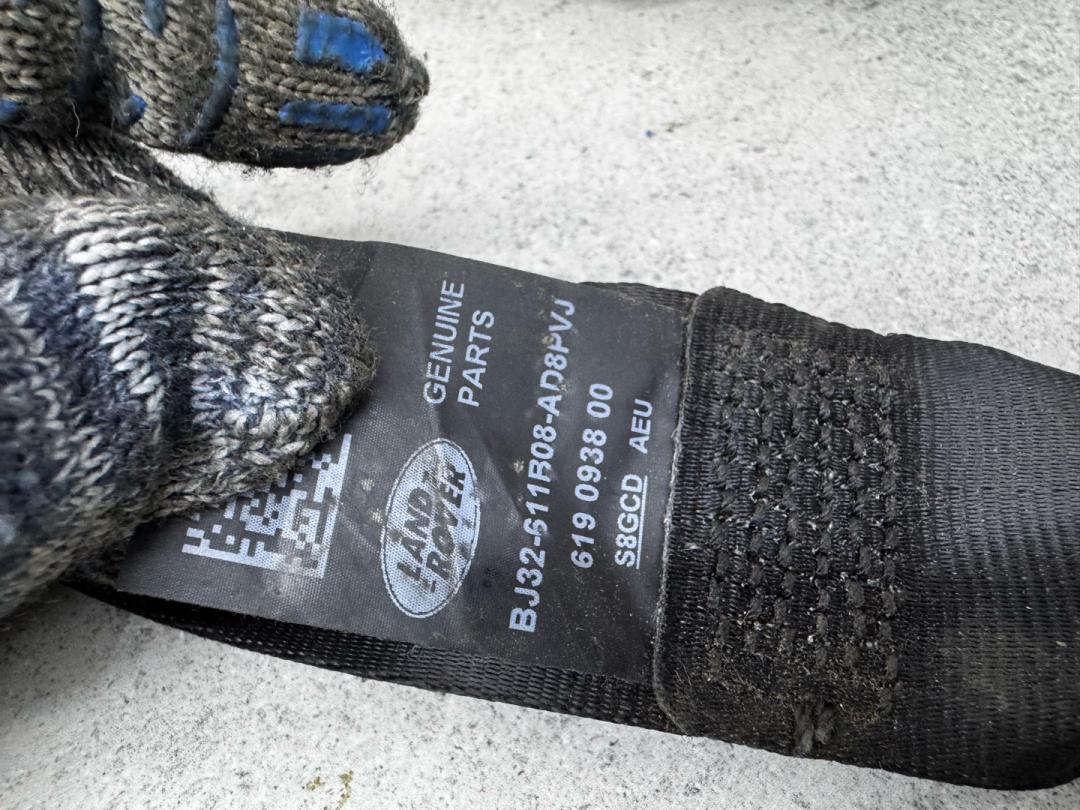 GENUINE
PARTS
LAND
ROVER
BJ32-611B08-AD8PVJ
619 0938 00
S8GCD AEU